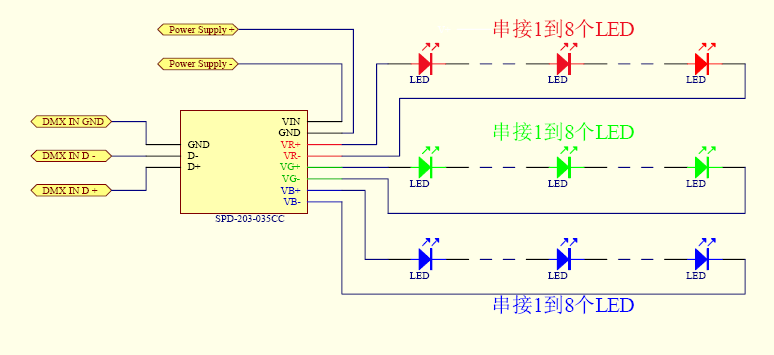 串接1到8个LED
Power Supply +
Power Supply -
LED LED LED
DMX IN GND
DMX IN D -
DMX IN D +
VIN
GND
GND VR+
D- VR-
D+ VG+
VG-
VB+
VB-
SPD-203-035CC
串接1到8个LED
LED LED LED
LED LED LED
串接1到8个LED